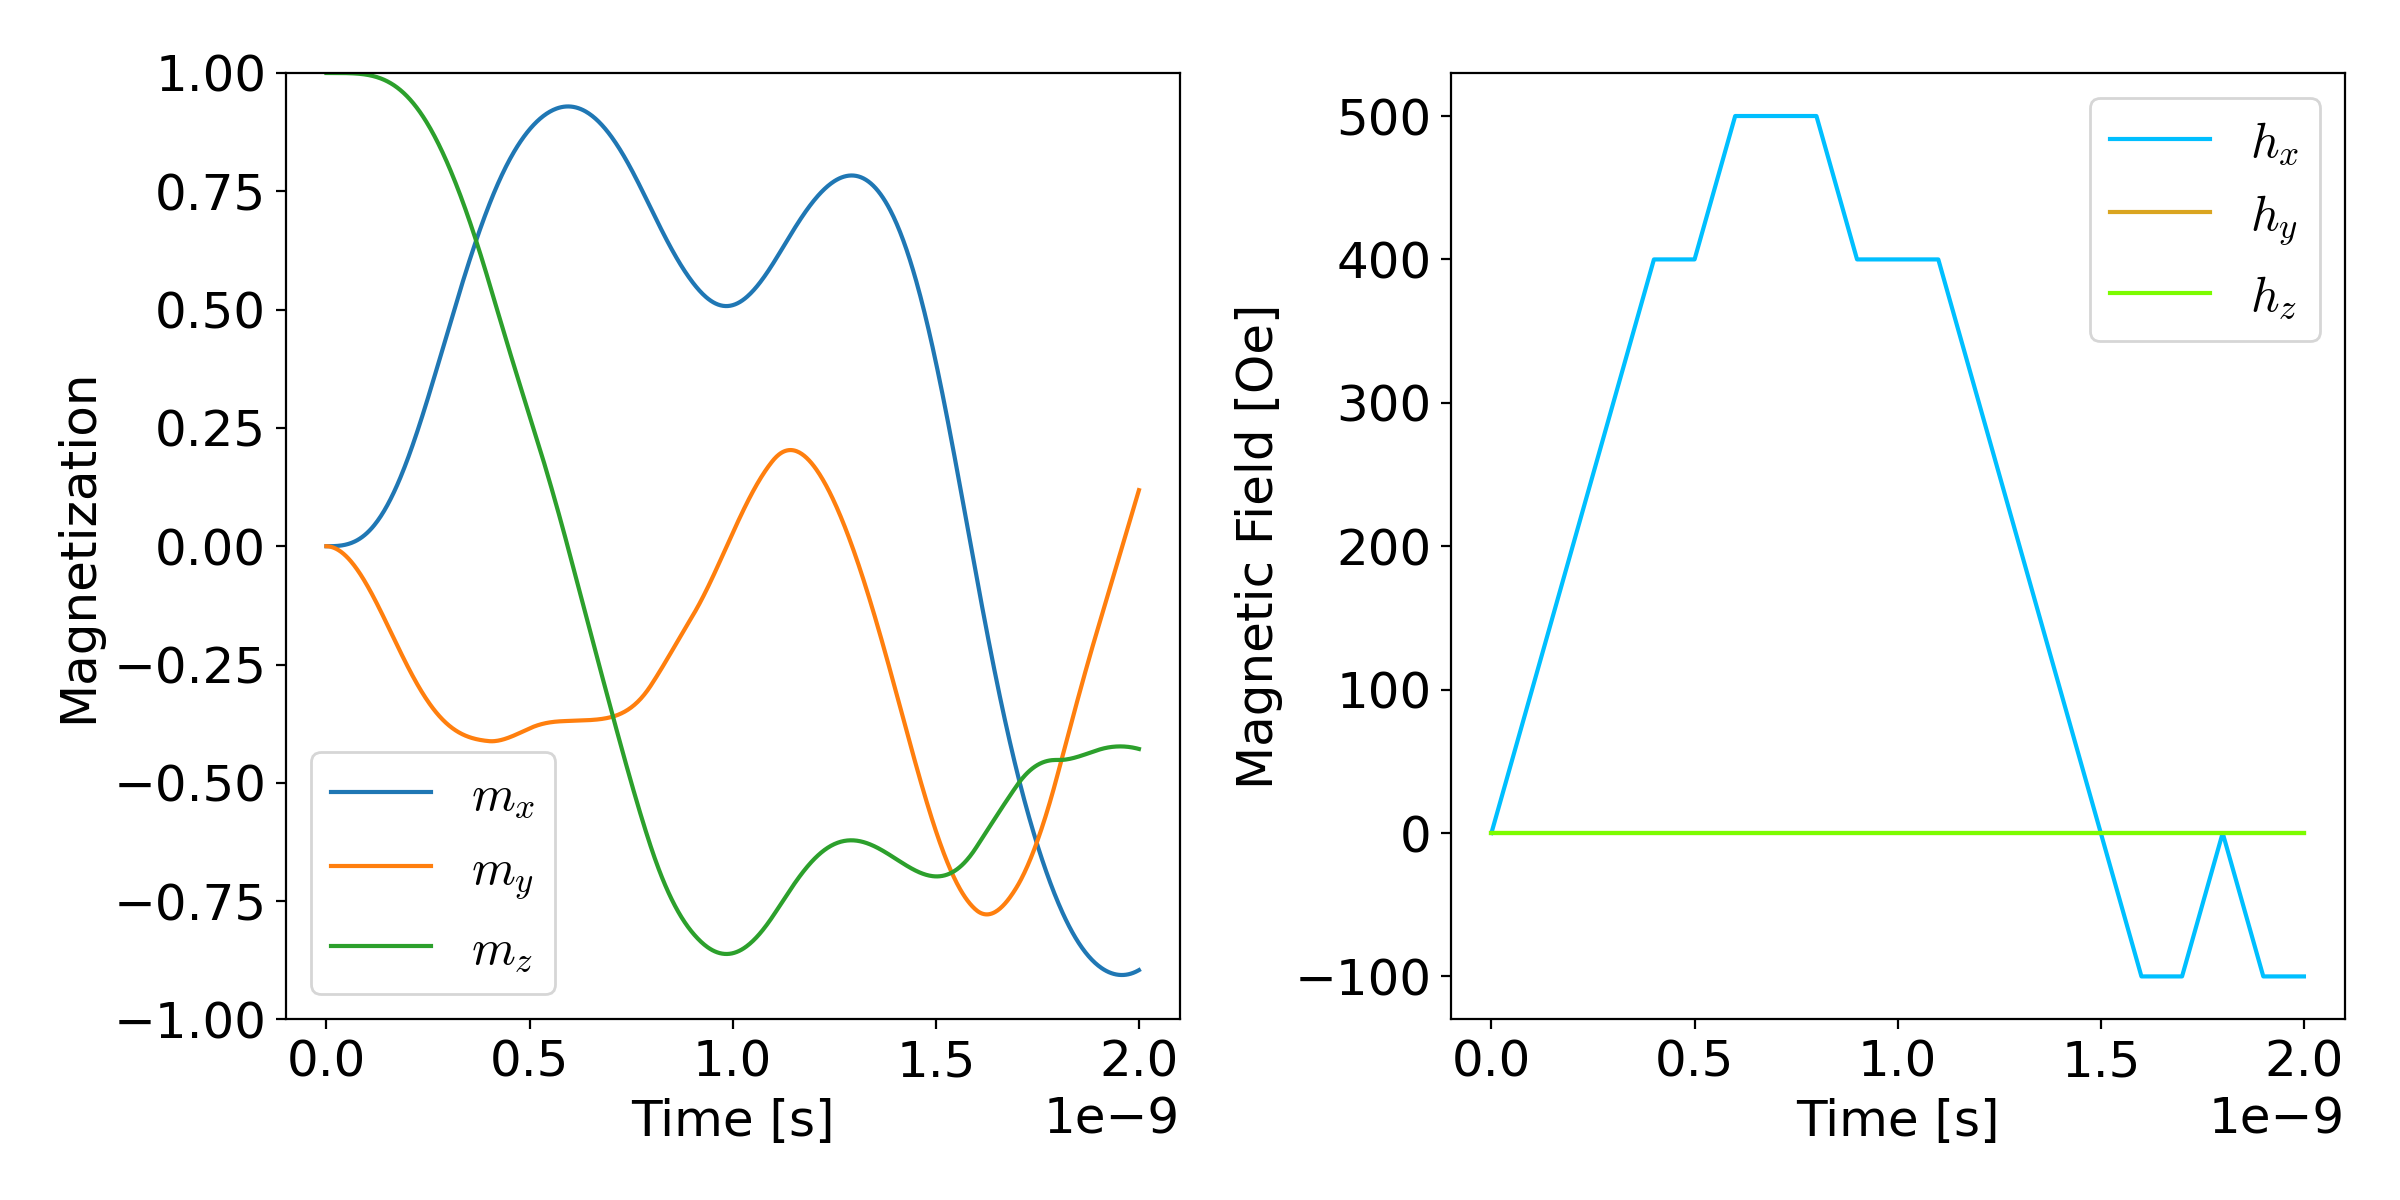 Magnetization
1.00
0.75
0.50
0.25
0.00
−0.25
−0.50
−0.75
−1.00
m_x
m_y
m_z
0.0 0.5 1.0 1.5 2.0
Time [s]
1e−9
Magnetic Field [Oe]
500
400
300
200
100
0
−100
h_x
h_y
h_z
0.0 0.5 1.0 1.5 2.0
Time [s]
1e−9